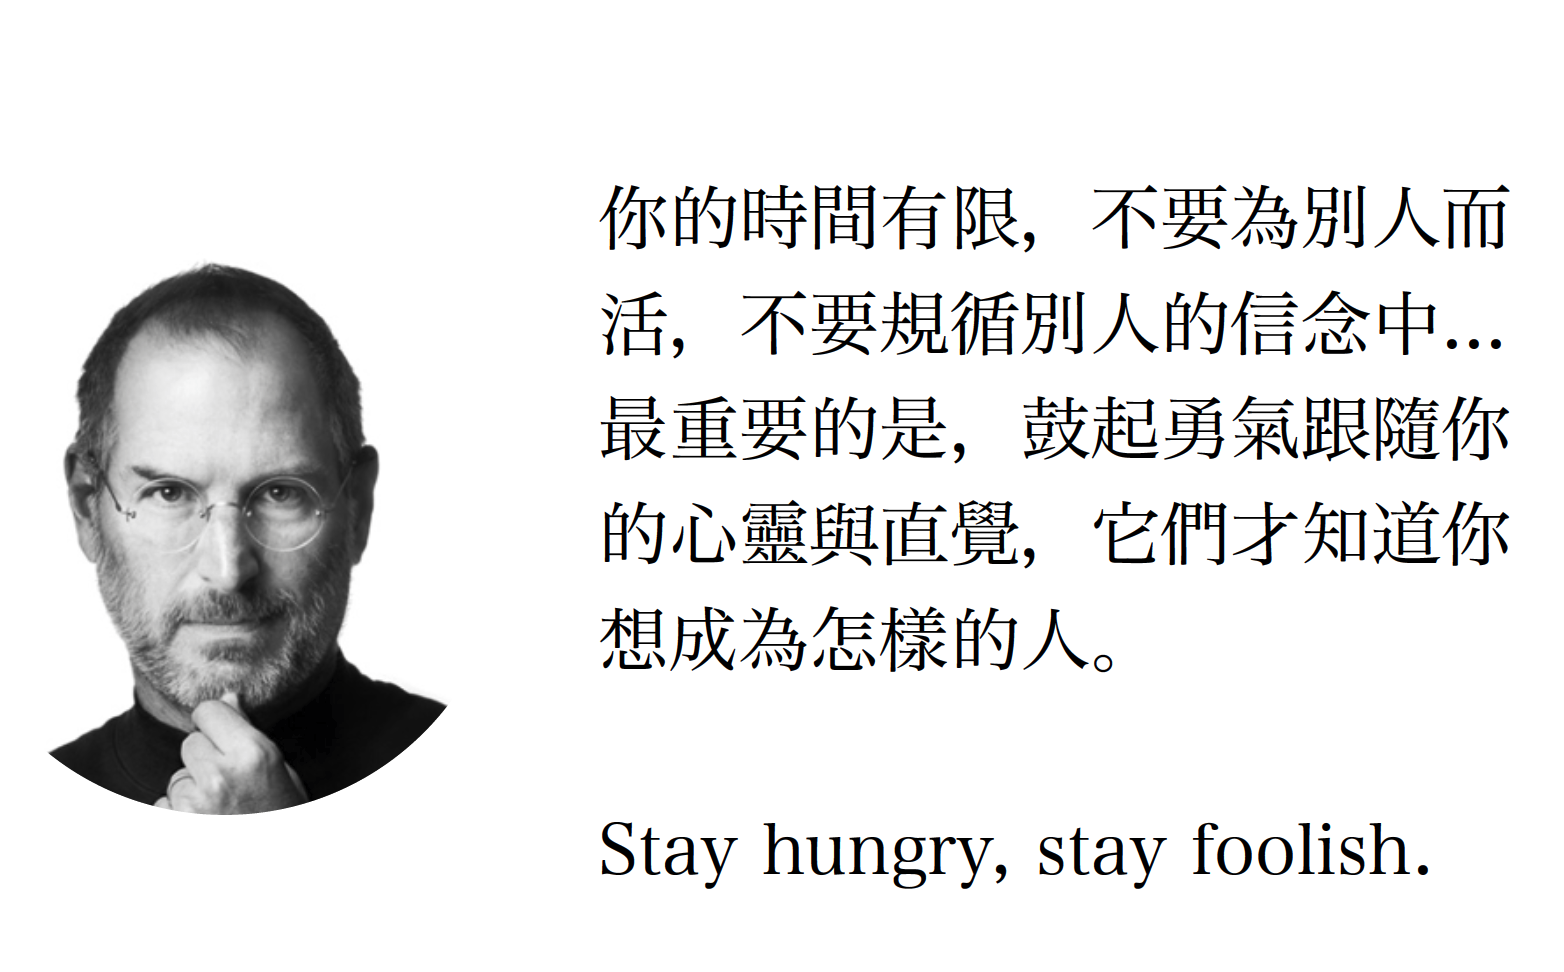 你的時間有限，不要為別人而
活，不要規循別人的信念中...
最重要的是，鼓起勇氣跟隨你
的心靈與直覺，它們才知道你
想成為怎樣的人。
Stay hungry, stay foolish.